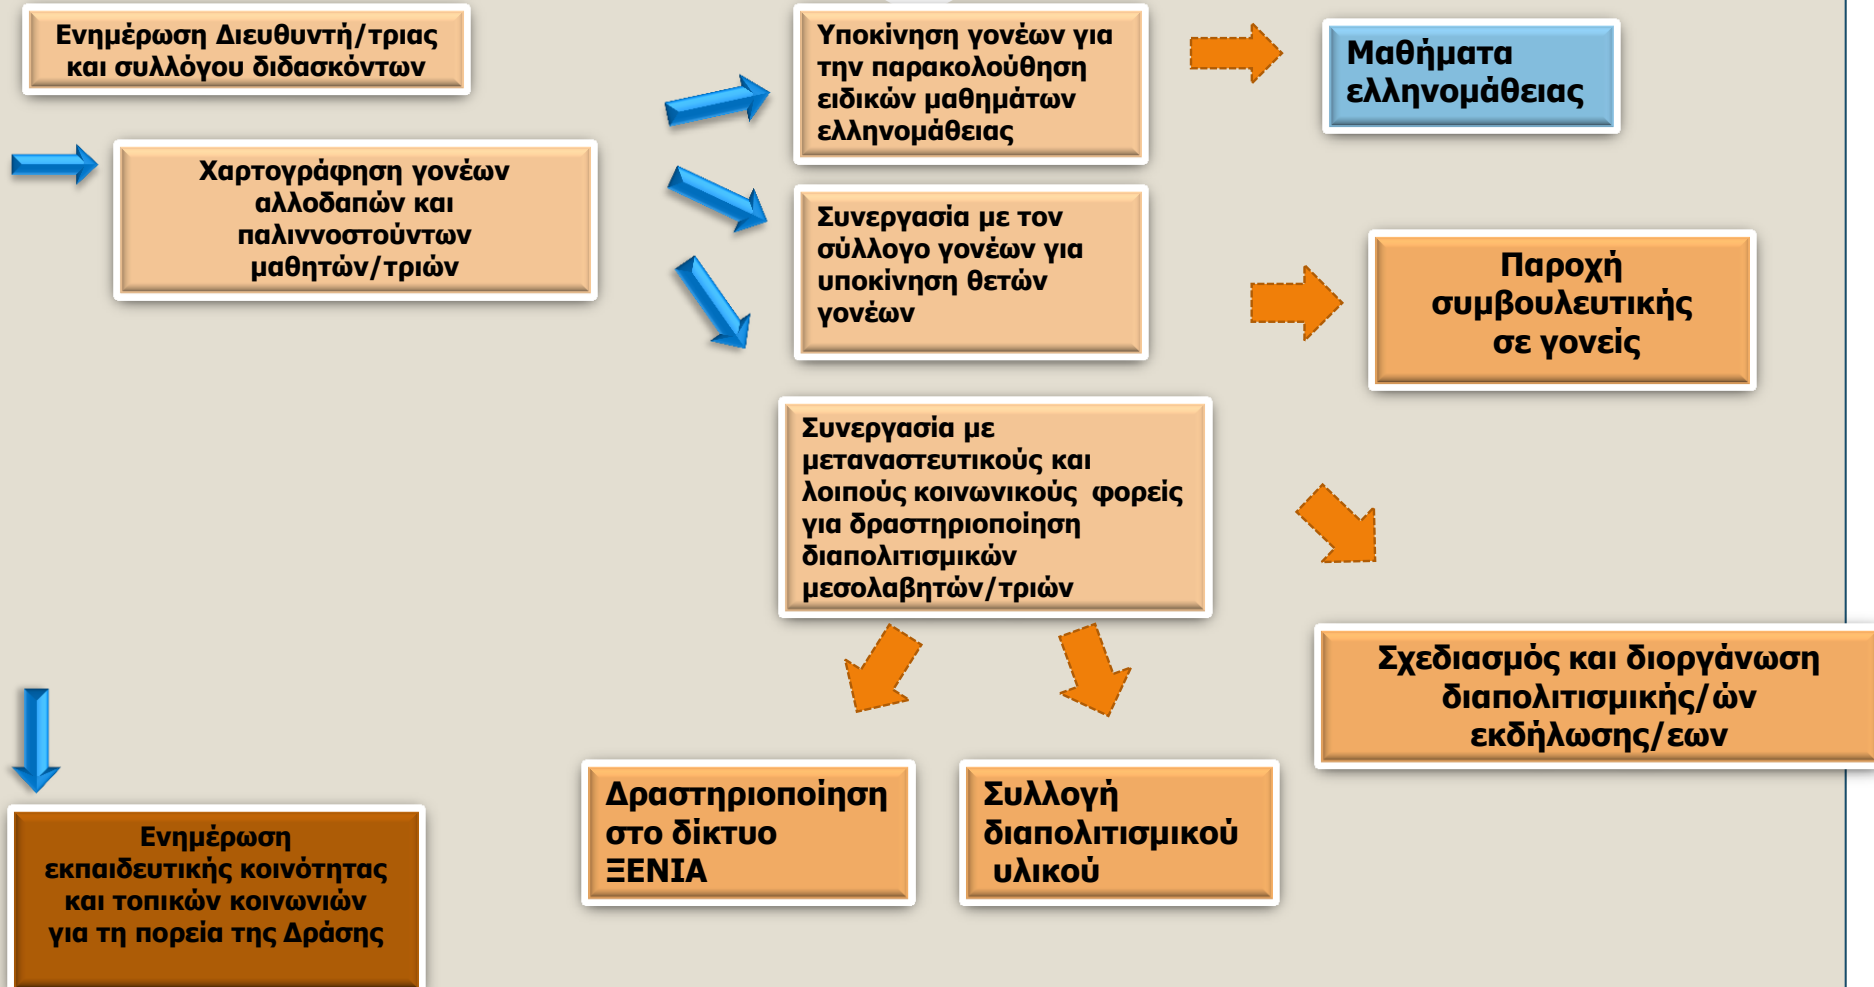 Ενημέρωση Διευθυντή/τριας
και συλλόγου διδασκόντων
Χαρτογράφηση γονέων
αλλοδαπών και
παλιννοστούντων
μαθητών/τριών
Υποκίνηση γονέων για
την παρακολούθηση
ειδικών μαθημάτων
ελληνομάθειας
Μαθήματα
ελληνομάθειας
Συνεργασία με τον
σύλλογο γονέων για
υποκίνηση θετών
γονέων
Παροχή
συμβουλευτικής
σε γονείς
Συνεργασία με
μεταναστευτικούς και
λοιπούς κοινωνικούς φορείς
για δραστηριοποίηση
διαπολιτισμικών
μεσολαβητών/τριών
Σχεδιασμός και διοργάνωση
διαπολιτισμικής/ών
εκδήλωσης/εων
Δραστηριοποίηση
στο δίκτυο
ΞΕΝΙΑ
Συλλογή
διαπολιτισμικού
υλικού
Ενημέρωση
εκπαιδευτικής κοινότητας
και τοπικών κοινωνιών
για τη πορεία της Δράσης